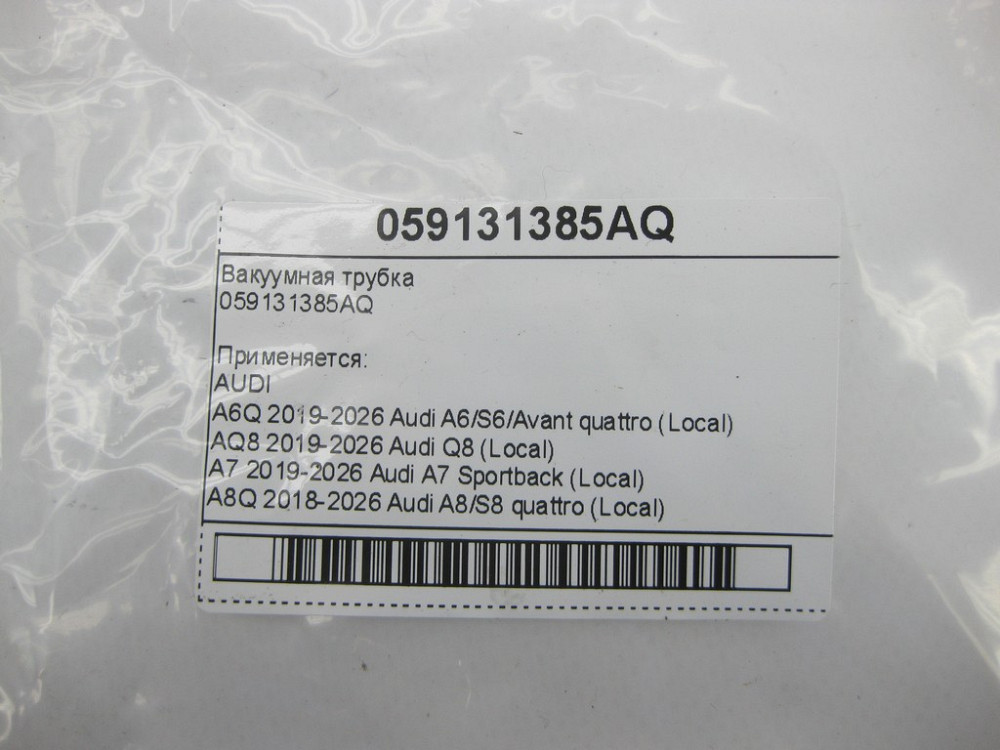 059131385AQ
Вакуумная трубка
059131385AQ
Применяется:
AUDI
A6Q 2019-2026 Audi A6/S6/Avant quattro (Local)
AQ8 2019-2026 Audi Q8 (Local)
A7 2019-2026 Audi A7 Sportback (Local)
A8Q 2018-2026 Audi A8/S8 quattro (Local)